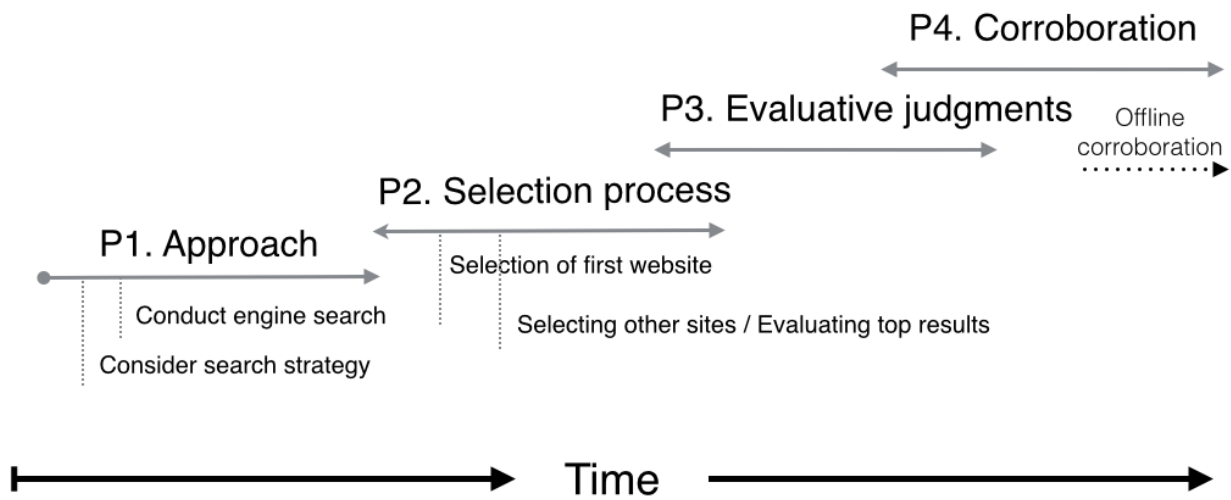 P4. Corroboration
P3. Evaluative judgments
Offline
corroboration
P2. Selection process
P1. Approach
Selection of first website
Conduct engine search
Selecting other sites / Evaluating top results
Consider search strategy
Time